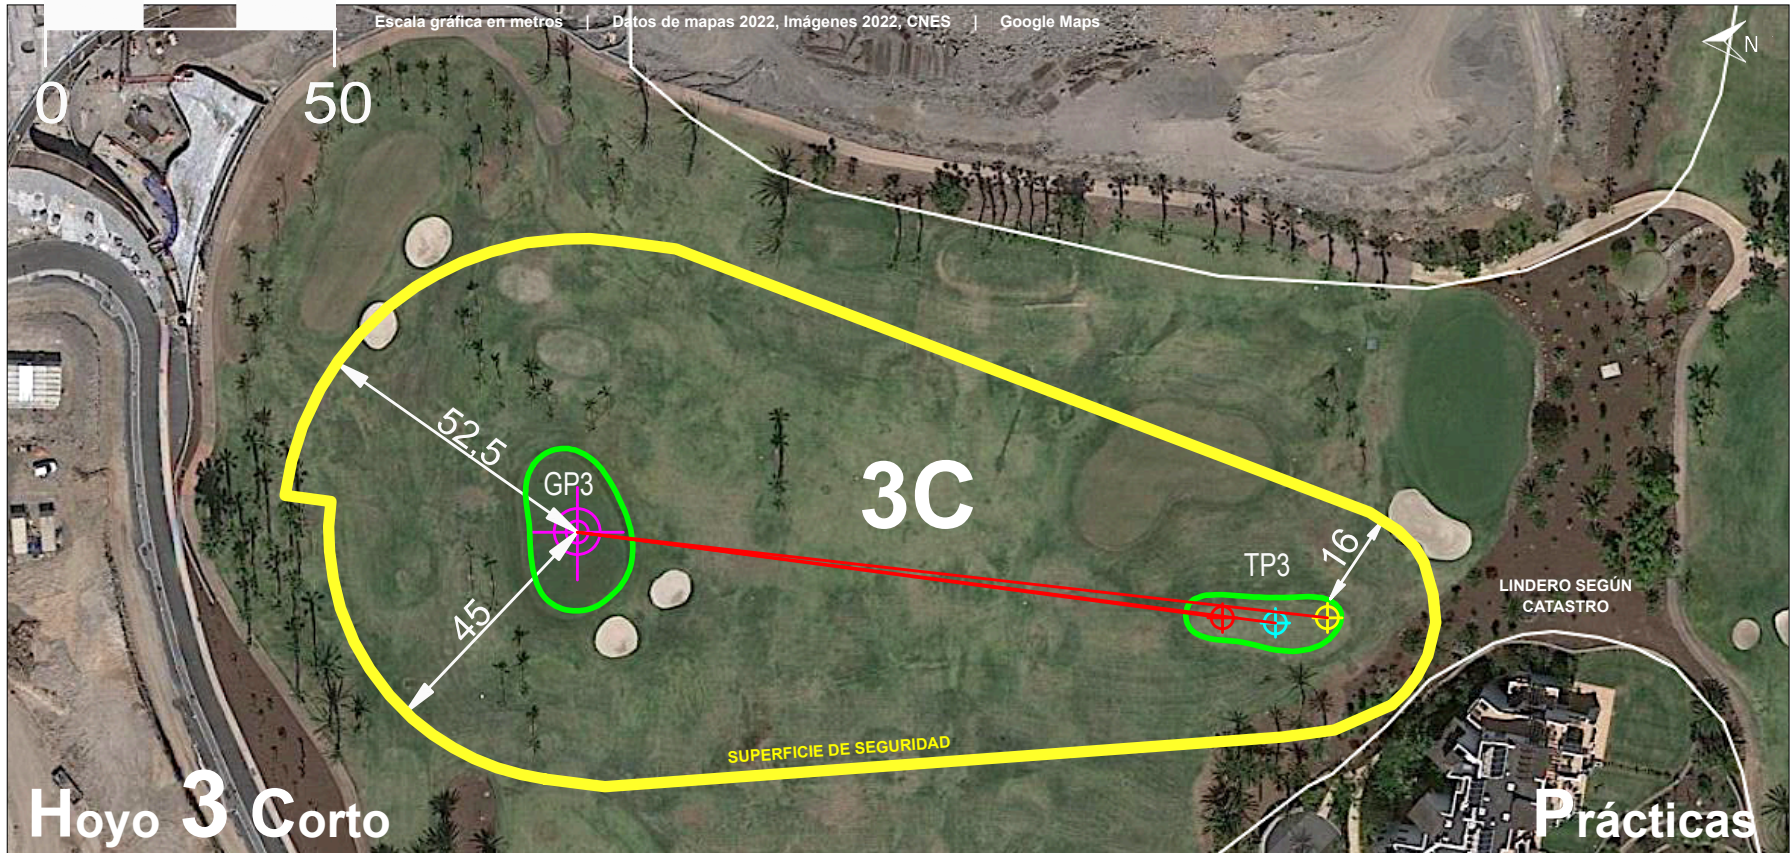 Escala gráfica en metros | Datos de mapas 2022, Imágenes 2022, CNES | Google Maps
N
0 50
52,5
GP3
3C
16
TP3
45
LINDERO SEGÚN
CATASTRO
SUPERFICIE DE SEGURIDAD
Hoyo 3 Corto
Prácticas